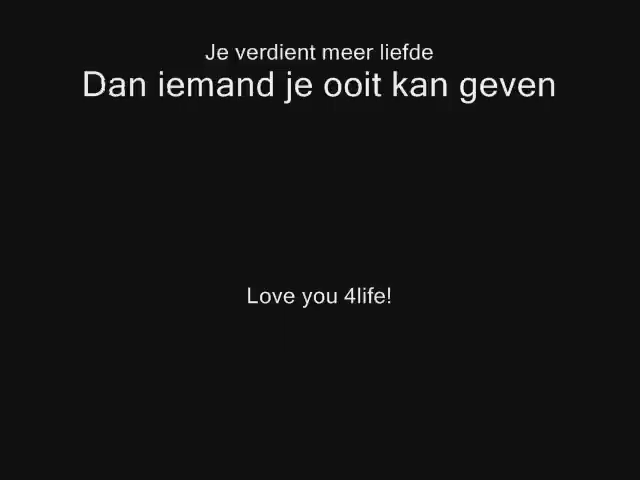 Je verdient meer liefde
Dan iemand je ooit kan geven
Love you 4life!